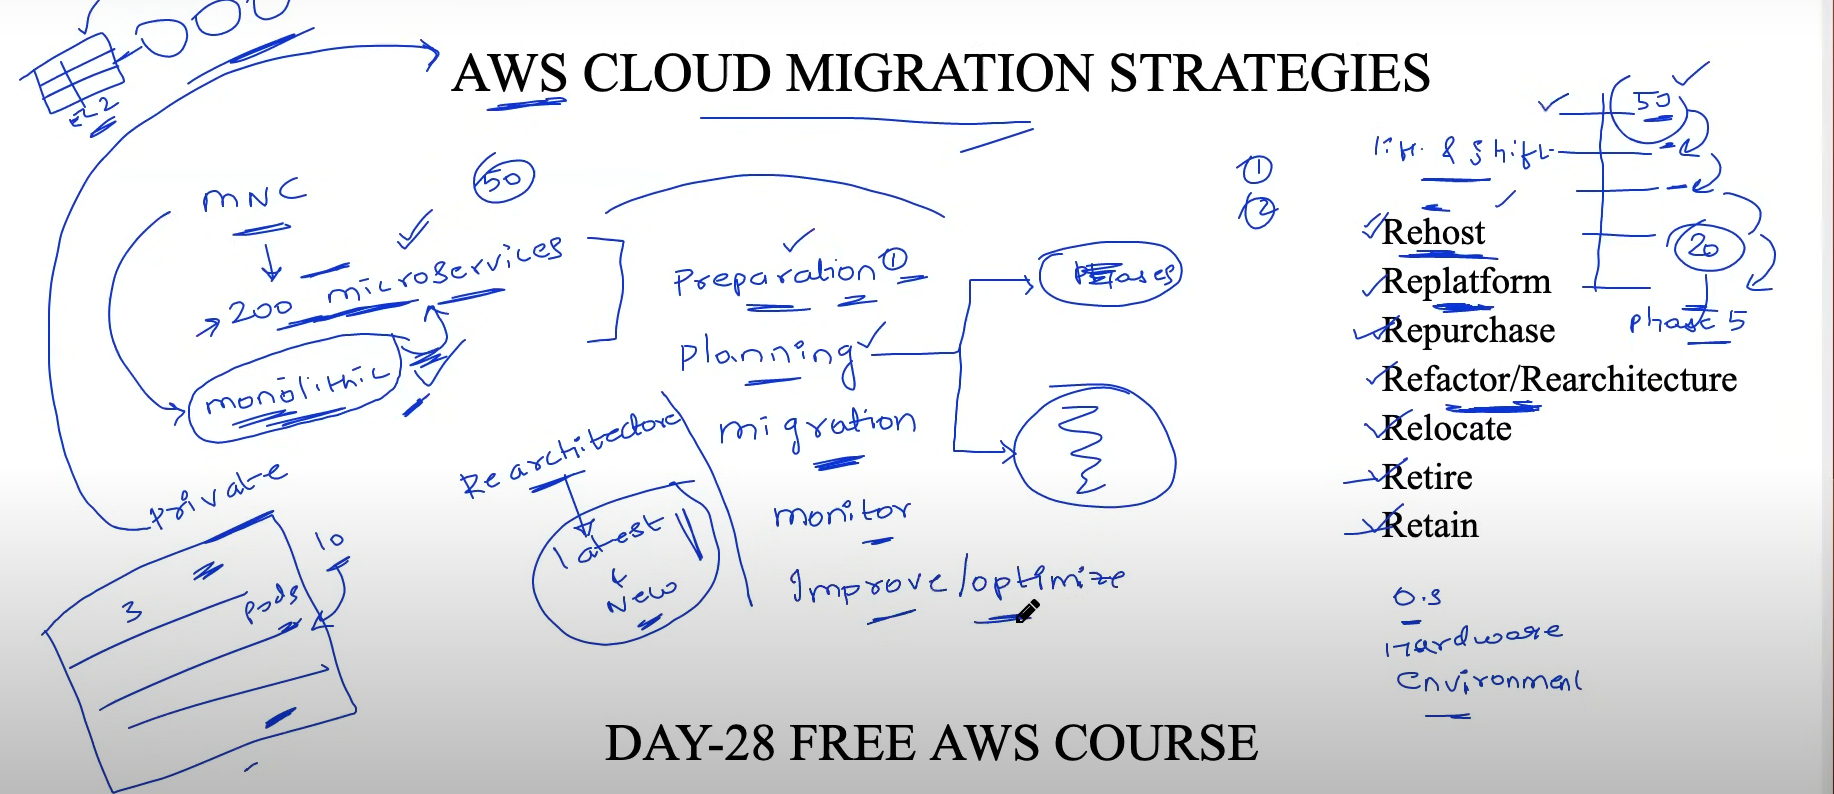 AWS CLOUD MIGRATION STRATEGIES
50
MNC
200 microservices
monolithic
Private
10
3
pods
Rearchitecture
latest
&
New
Preparation ①
planning
migration
monitor
Improve/optimize
Phases
①
②
lift & shift
50
20
Phase 5
Rehost
Replatform
Repurchase
Refactor/Rearchitecture
Relocate
Retire
Retain
O.S
Hardware
Environment
DAY-28 FREE AWS COURSE